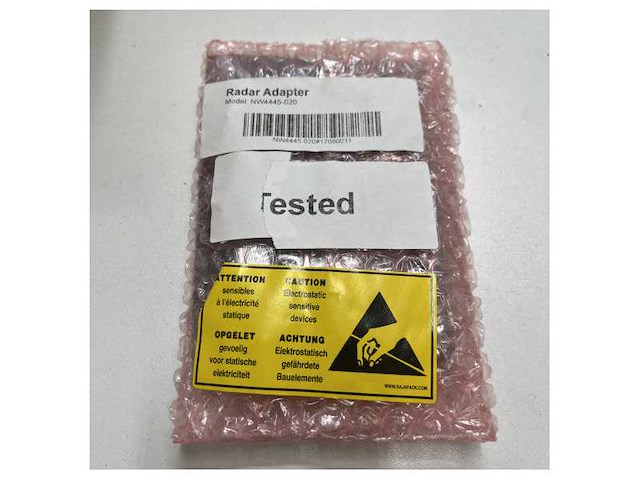 Radar Adapter
Model: NW4445-020
NW4445-020#17080011
Tested
ATTENTION
sensibles
à l'électricité
statique
CAUTION
Electrostatic
sensitive
devices
OPGELET
gevoelig
voor statische
elektriciteit
ACHTUNG
Elektrostatisch
gefährdete
Bauelemente
WWW.RAJAPACK.COM